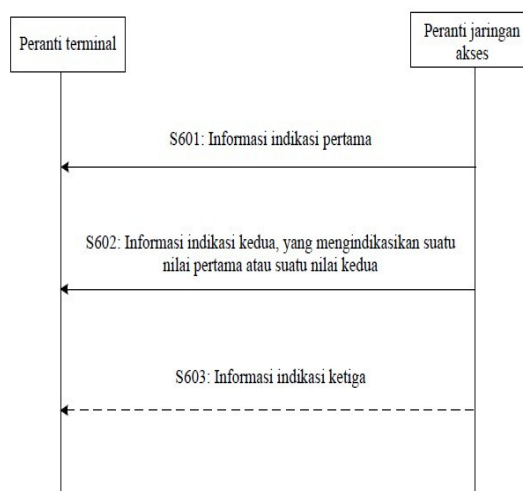 Peranti terminal
Peranti jaringan
akses
S601: Informasi indikasi pertama
S602: Informasi indikasi kedua, yang mengindikasikan suatu
nilai pertama atau suatu nilai kedua
S603: Informasi indikasi ketiga